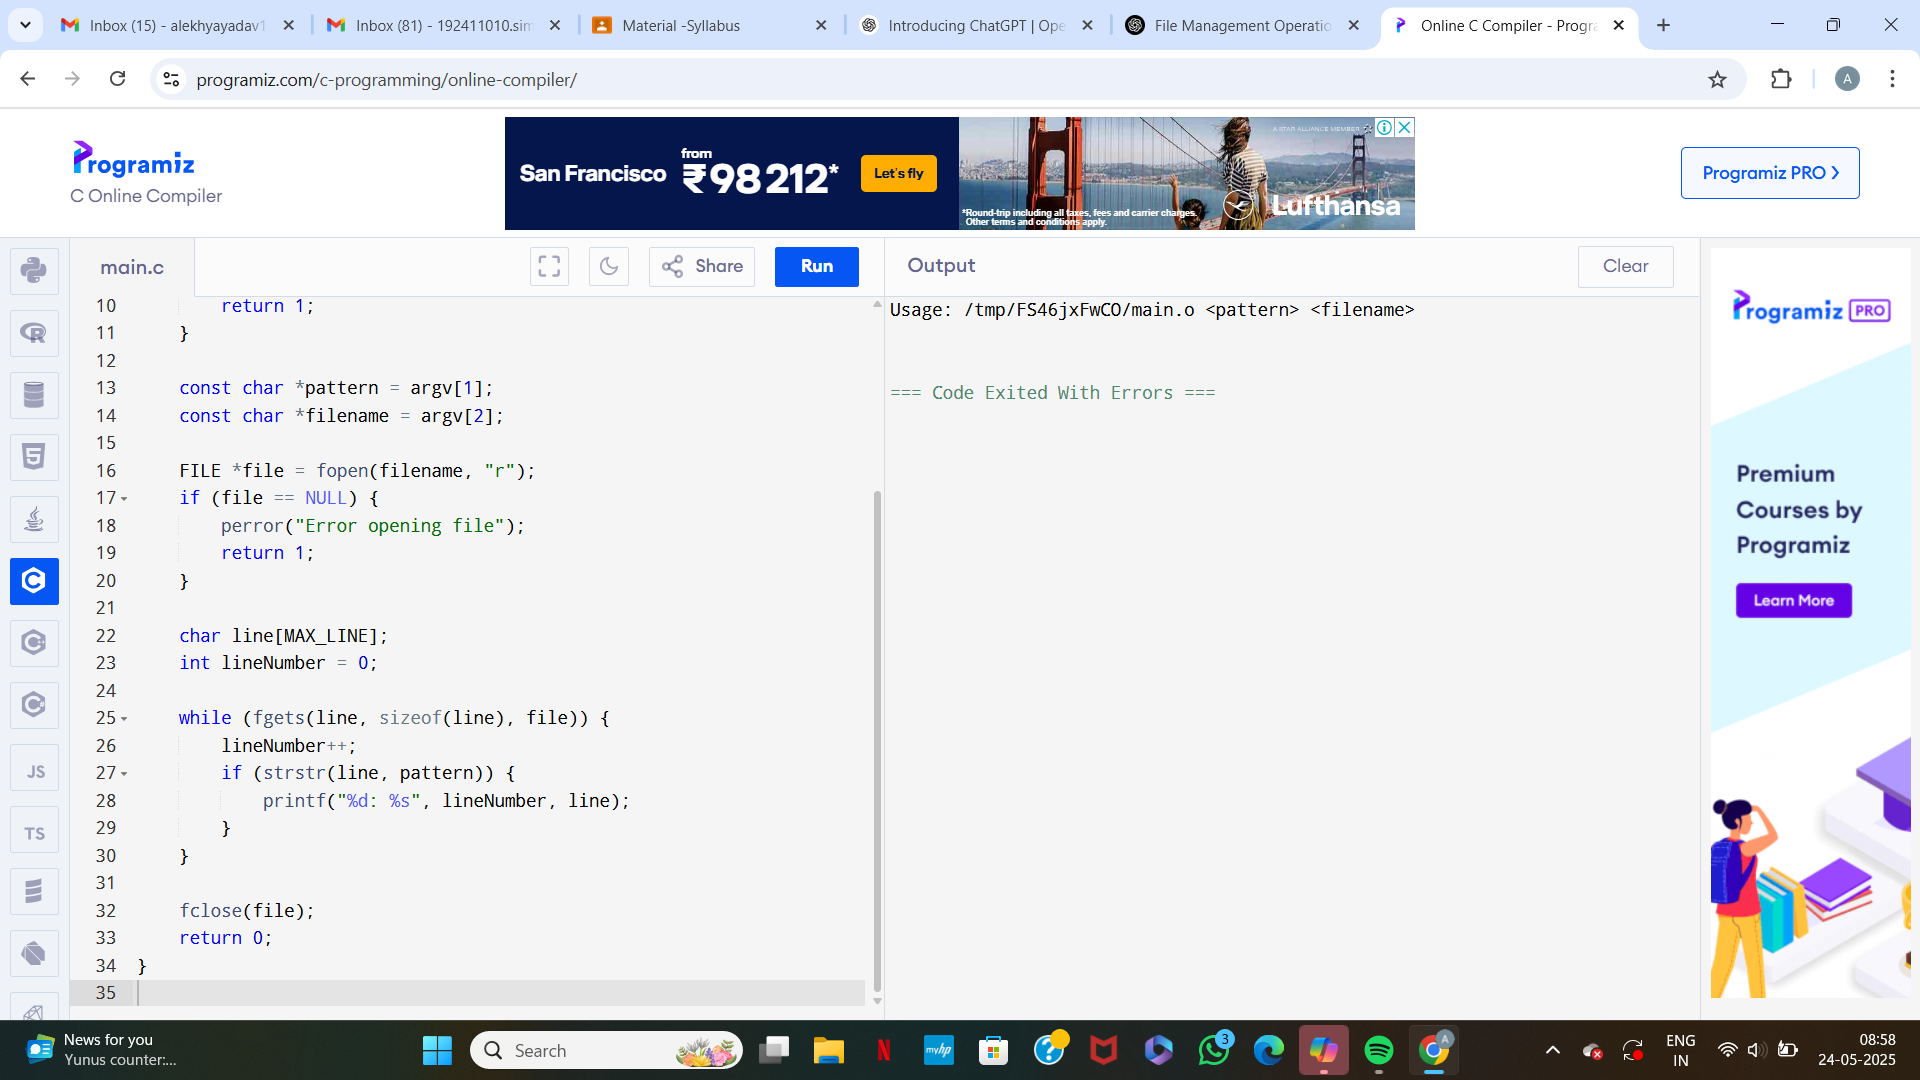 Inbox (15) - alekhyayadav1
Inbox (81) - 192411010.sim
Material -Syllabus
Introducing ChatGPT | Ope
File Management Operatio
Online C Compiler - Progra
programiz.com/c-programming/online-compiler/
A
Programiz
C Online Compiler
San Francisco
from
₹98 212*
Let's fly
A STAR ALLIANCE MEMBER
*Round-trip including all taxes, fees and carrier charges.
Other terms and conditions apply.
Lufthansa
Programiz PRO
main.c
Share
Run
Output
Clear
10 return 1;
11 }
12
13 const char *pattern = argv[1];
14 const char *filename = argv[2];
15
16 FILE *file = fopen(filename, "r");
17 if (file == NULL) {
18 perror("Error opening file");
19 return 1;
20 }
21
22 char line[MAX_LINE];
23 int lineNumber = 0;
24
25 while (fgets(line, sizeof(line), file)) {
26 lineNumber++;
27 if (strstr(line, pattern)) {
28 printf("%d: %s", lineNumber, line);
29 }
30 }
31
32 fclose(file);
33 return 0;
34 }
35
Usage: /tmp/FS46jxFwCO/main.o <pattern> <filename>
=== Code Exited With Errors ===
JS
TS
Programiz PRO
Premium
Courses by
Programiz
Learn More
News for you
Yunus counter:...
Search
myhp
3
A
ENG
IN
08:58
24-05-2025